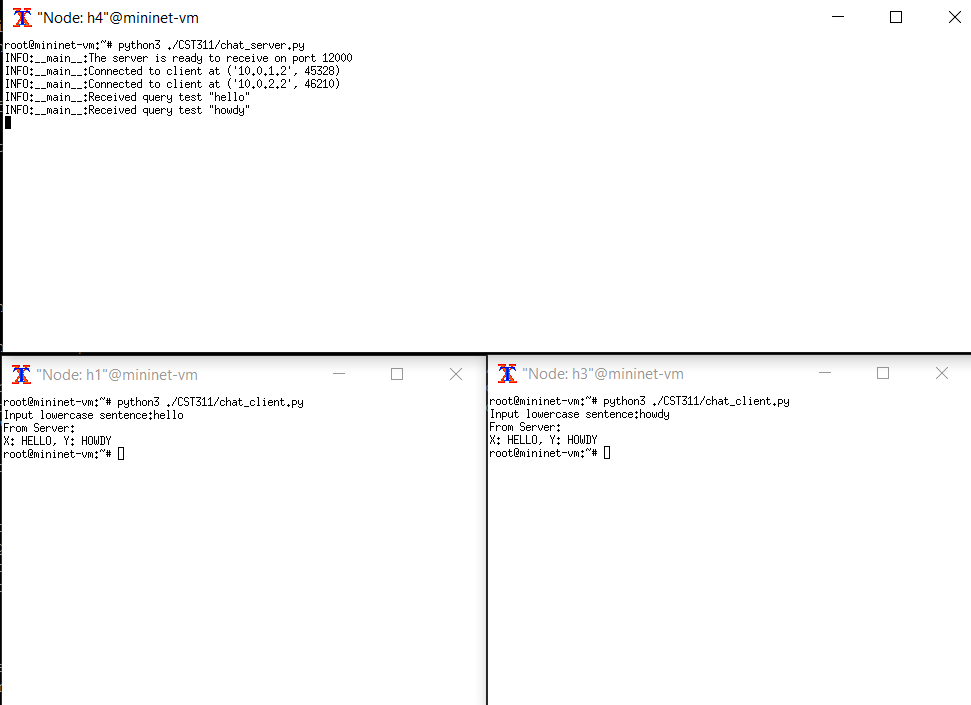 "Node: h4"@mininet-vm
root@mininet-vm:~# python3 ./CST311/chat_server.py
INFO:__main__:The server is ready to receive on port 12000
INFO:__main__:Connected to client at ('10.0.1.2', 45328)
INFO:__main__:Connected to client at ('10.0.2.2', 46210)
INFO:__main__:Received query test "hello"
INFO:__main__:Received query test "howdy"
"Node: h1"@mininet-vm
root@mininet-vm:~# python3 ./CST311/chat_client.py
Input lowercase sentence:hello
From Server:
X: HELLO, Y: HOWDY
root@mininet-vm:~#
"Node: h3"@mininet-vm
root@mininet-vm:~# python3 ./CST311/chat_client.py
Input lowercase sentence:howdy
From Server:
X: HELLO, Y: HOWDY
root@mininet-vm:~#